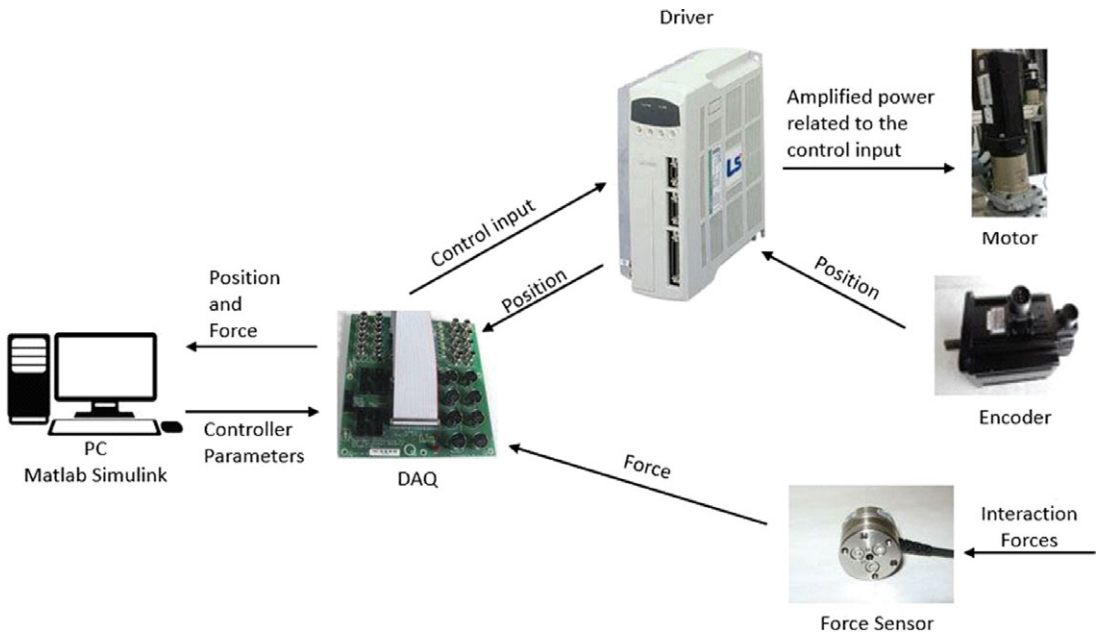 Driver
Amplified power
related to the
control input
LS
Motor
Control input
Position
Position
Position
and
Force
Encoder
PC
Matlab Simulink
Controller
Parameters
DAQ
Force
Interaction
Forces
Force Sensor